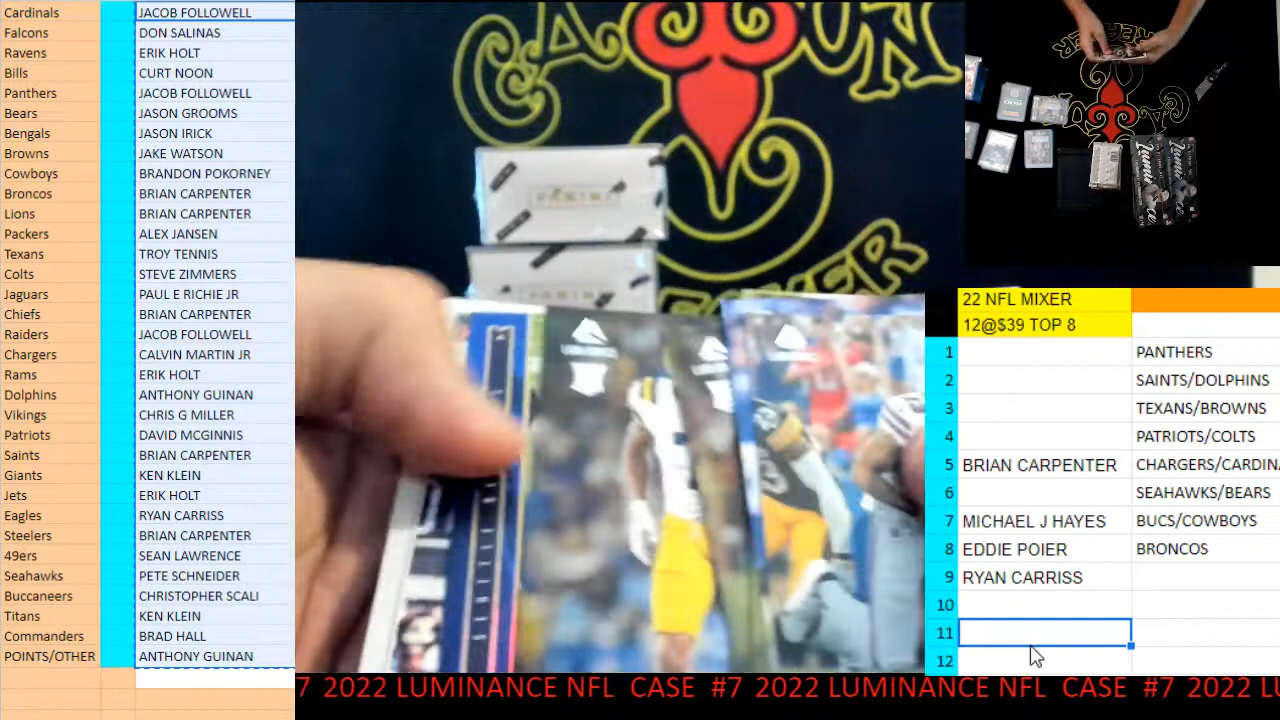 Cardinals JACOB FOLLOWELL
Falcons DON SALINAS
Ravens ERIK HOLT
Bills CURT NOON
Panthers JACOB FOLLOWELL
Bears JASON GROOMS
Bengals JASON IRICK
Browns JAKE WATSON
Cowboys BRANDON POKORNEY
Broncos BRIAN CARPENTER
Lions BRIAN CARPENTER
Packers ALEX JANSEN
Texans TROY TENNIS
Colts STEVE ZIMMERS
Jaguars PAUL E RICHIE JR
Chiefs BRIAN CARPENTER
Raiders JACOB FOLLOWELL
Chargers CALVIN MARTIN JR
Rams ERIK HOLT
Dolphins ANTHONY GUINAN
Vikings CHRIS G MILLER
Patriots DAVID MCGINNIS
Saints BRIAN CARPENTER
Giants KEN KLEIN
Jets ERIK HOLT
Eagles RYAN CARRISS
Steelers BRIAN CARPENTER
49ers SEAN LAWRENCE
Seahawks PETE SCHNEIDER
Buccaneers CHRISTOPHER SCALI
Titans KEN KLEIN
Commanders BRAD HALL
POINTS/OTHER ANTHONY GUINAN
PANINI
PANINI
22 NFL MIXER
12@$39 TOP 8
1 PANTHERS
2 SAINTS/DOLPHINS
3 TEXANS/BROWNS
4 PATRIOTS/COLTS
5 BRIAN CARPENTER CHARGERS/CARDINA
6 SEAHAWKS/BEARS
7 MICHAEL J HAYES BUCS/COWBOYS
8 EDDIE POIER BRONCOS
9 RYAN CARRISS
10
11
12
7 2022 LUMINANCE NFL CASE #7 2022 LUMINANCE NFL CASE #7 2022 LU